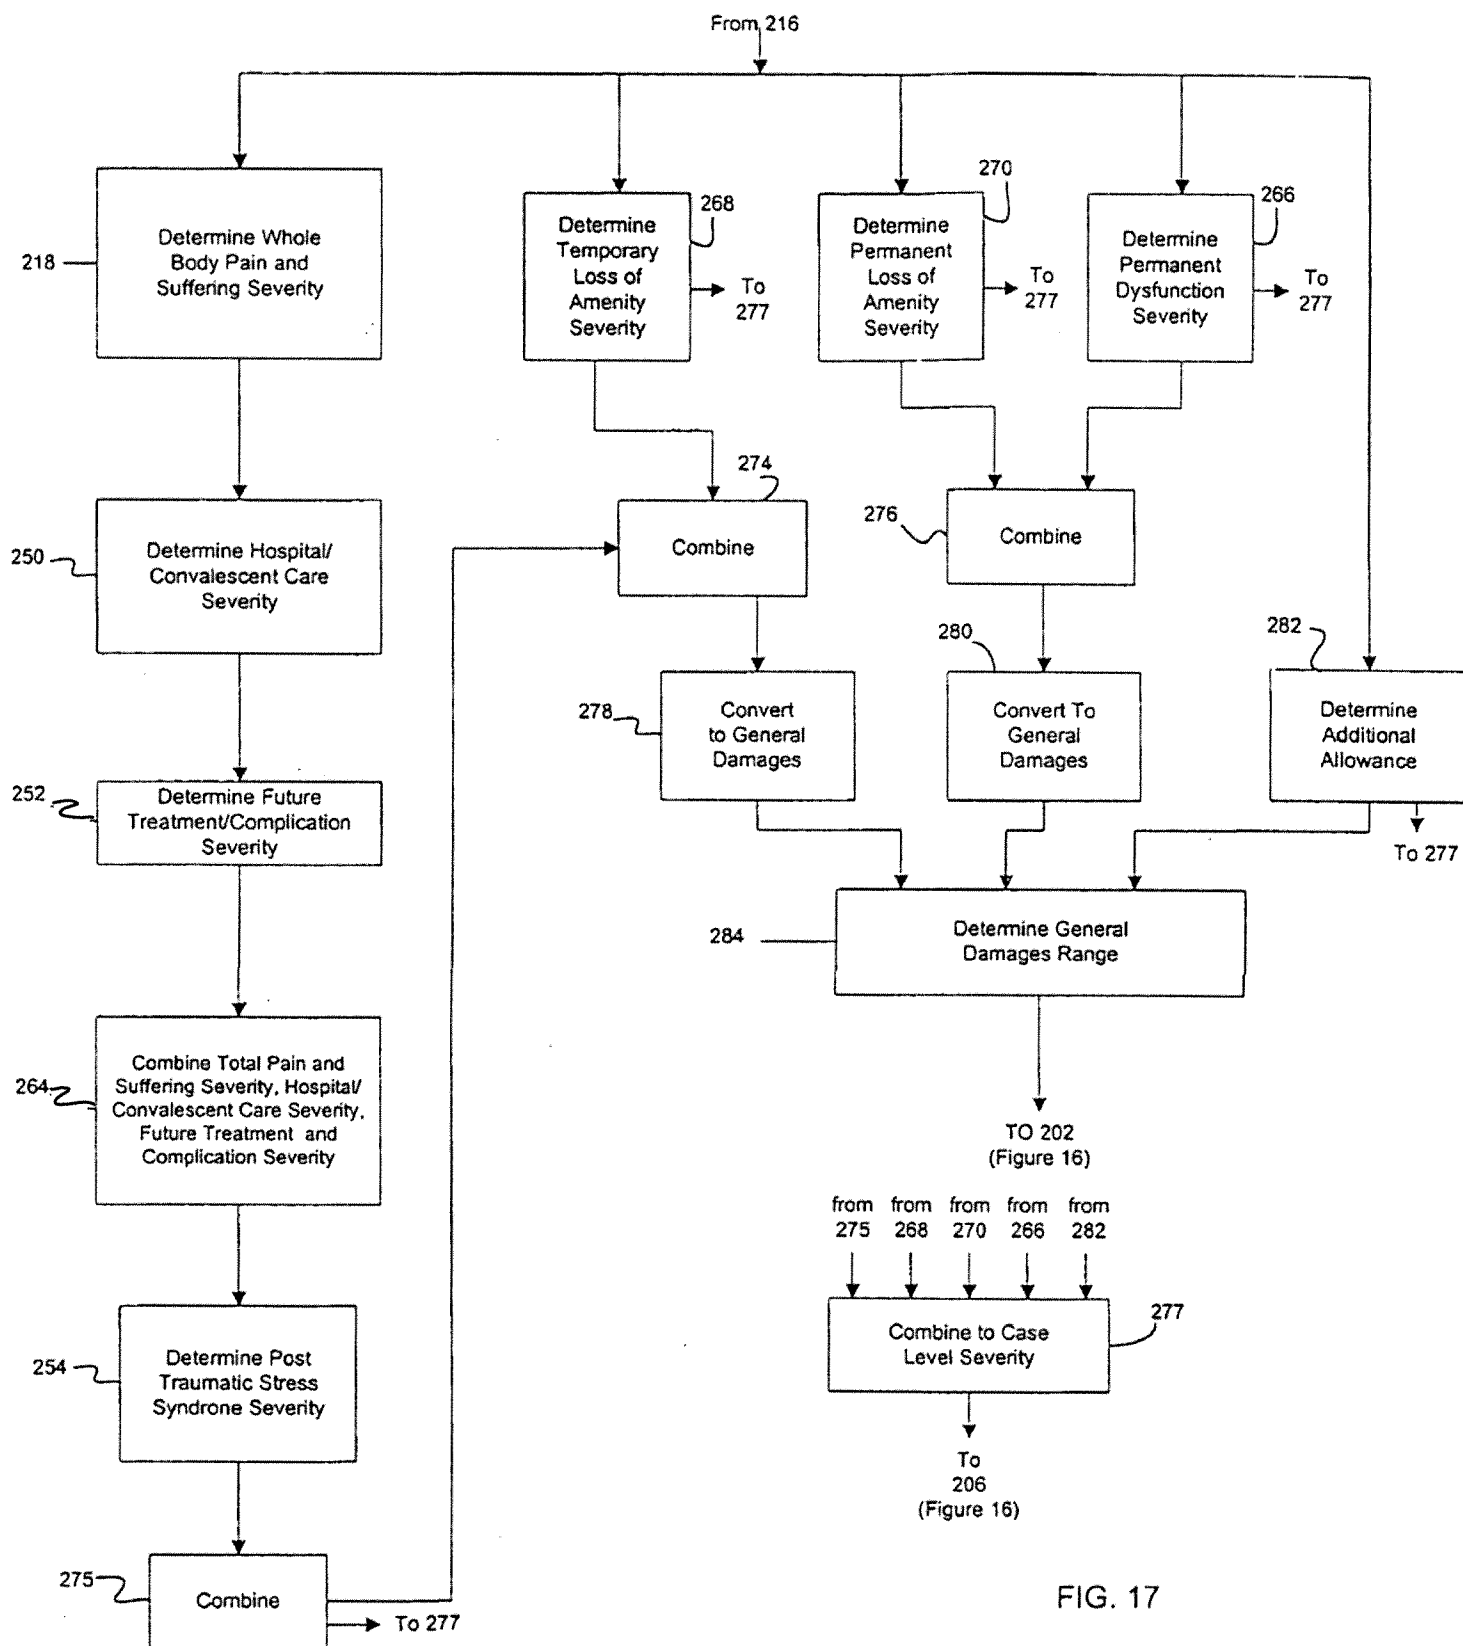 From 216
218
Determine Whole
Body Pain and
Suffering Severity
268
Determine
Temporary
Loss of
Amenity
Severity
To
277
270
Determine
Permanent
Loss of
Amenity
Severity
To
277
266
Determine
Permanent
Dysfunction
Severity
To
277
250
Determine Hospital/
Convalescent Care
Severity
274
Combine
276
Combine
252
Determine Future
Treatment/Complication
Severity
278
Convert
to General
Damages
280
Convert To
General
Damages
282
Determine
Additional
Allowance
To 277
284
Determine General
Damages Range
TO 202
(Figure 16)
264
Combine Total Pain and
Suffering Severity, Hospital/
Convalescent Care Severity,
Future Treatment and
Complication Severity
254
Determine Post
Traumatic Stress
Syndrone Severity
275
Combine
To 277
from
275
from
268
from
270
from
266
from
282
277
Combine to Case
Level Severity
To
206
(Figure 16)
FIG. 17